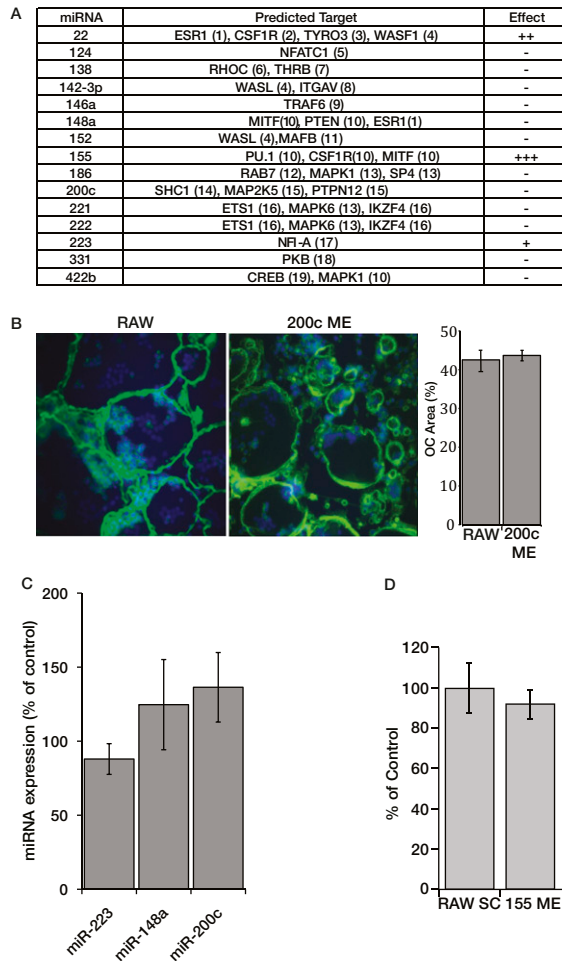 A
miRNA Predicted Target Effect
22 ESR1 (1), CSF1R (2), TYRO3 (3), WASF1 (4) ++
124 NFATC1 (5) -
138 RHOC (6), THRB (7) -
142-3p WASL (4), ITGAV (8) -
146a TRAF6 (9) -
148a MITF(10), PTEN (10), ESR1(1) -
152 WASL (4),MAFB (11) -
155 PU.1 (10), CSF1R(10), MITF (10) +++
186 RAB7 (12), MAPK1 (13), SP4 (13) -
200c SHC1 (14), MAP2K5 (15), PTPN12 (15) -
221 ETS1 (16), MAPK6 (13), IKZF4 (16) -
222 ETS1 (16), MAPK6 (13), IKZF4 (16) -
223 NFI-A (17) +
331 PKB (18) -
422b CREB (19), MAPK1 (10) -
B
RAW 200c ME
OC Area (%)
50
40
30
20
10
0
RAW 200c
ME
C
miRNA expression (% of control)
200
150
100
50
0
miR-223
miR-148a
miR-200c
D
% of Control
120
100
80
60
40
20
0
RAW SC 155 ME